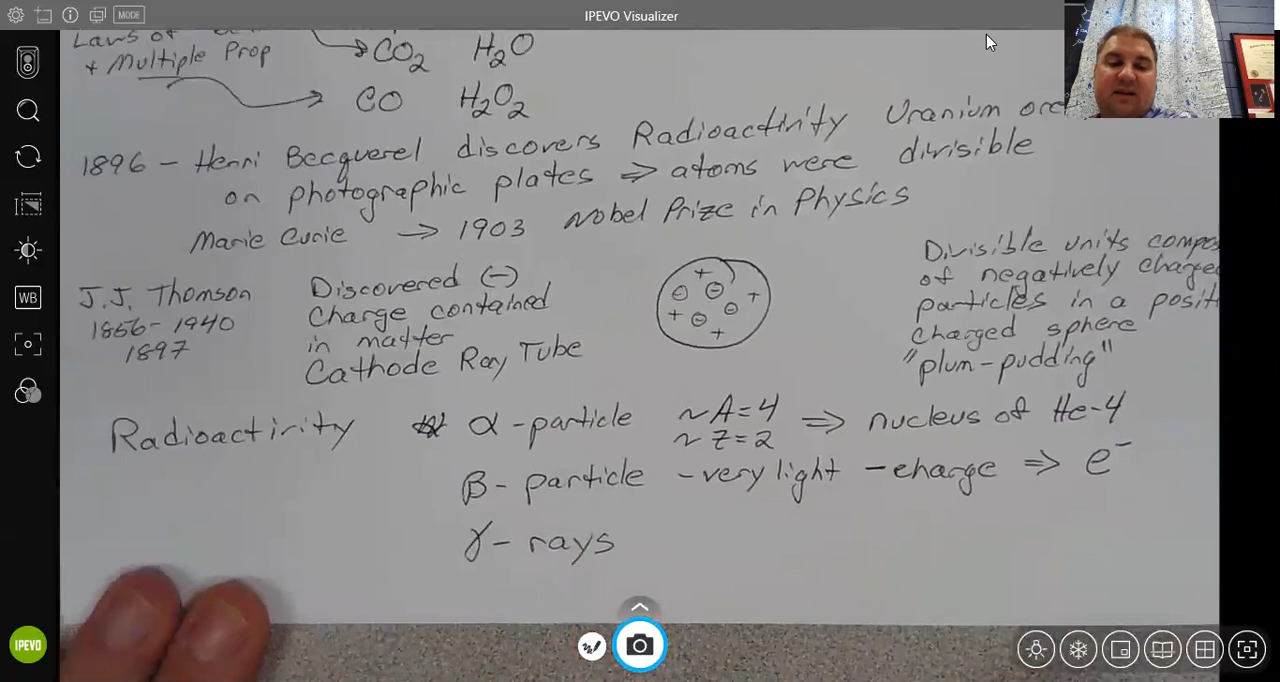 MODE
IPEVO Visualizer
Laws of
+ Multiple Prop
CO2 H2O
CO H2O2
1896 - Henri Becquerel discovers Radioactivity Uranium ore
on photographic plates => atoms were divisible
Marie Curie -> 1903 Nobel Prize in Physics
J.J. Thomson
1856-1940
1897
Discovered (-)
Charge contained
in matter
Cathode Ray Tube
+
⊖ ⊖ +
+ ⊖ ⊖
+
Divisible units compos
of negatively charged
particles in a posit
charged sphere
"plum-pudding"
Radioactivity α-particle ~A=4 => nucleus of He-4
~Z=2
β-particle -very light -charge => e-
γ-rays
WB
IPEVO